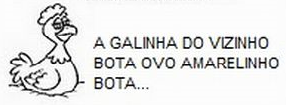 A GALINHA DO VIZINHO
BOTA OVO AMARELINHO
BOTA...